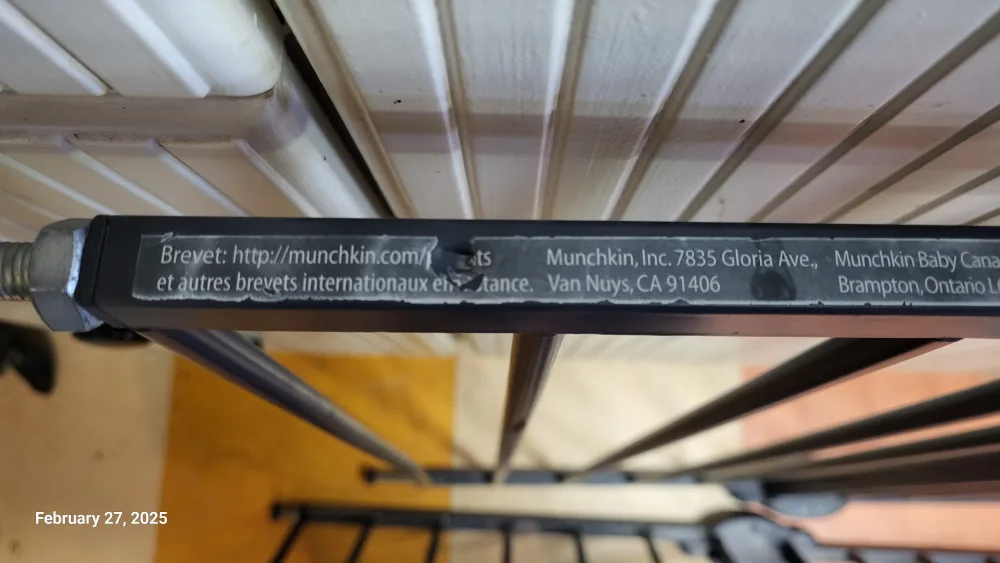 Brevet: http://munchkin.com/
et autres brevets internationaux
Munchkin, Inc. 7835 Gloria Ave.,
Van Nuys, CA 91406
Munchkin Baby Cana
Brampton, Ontario L
February 27, 2025